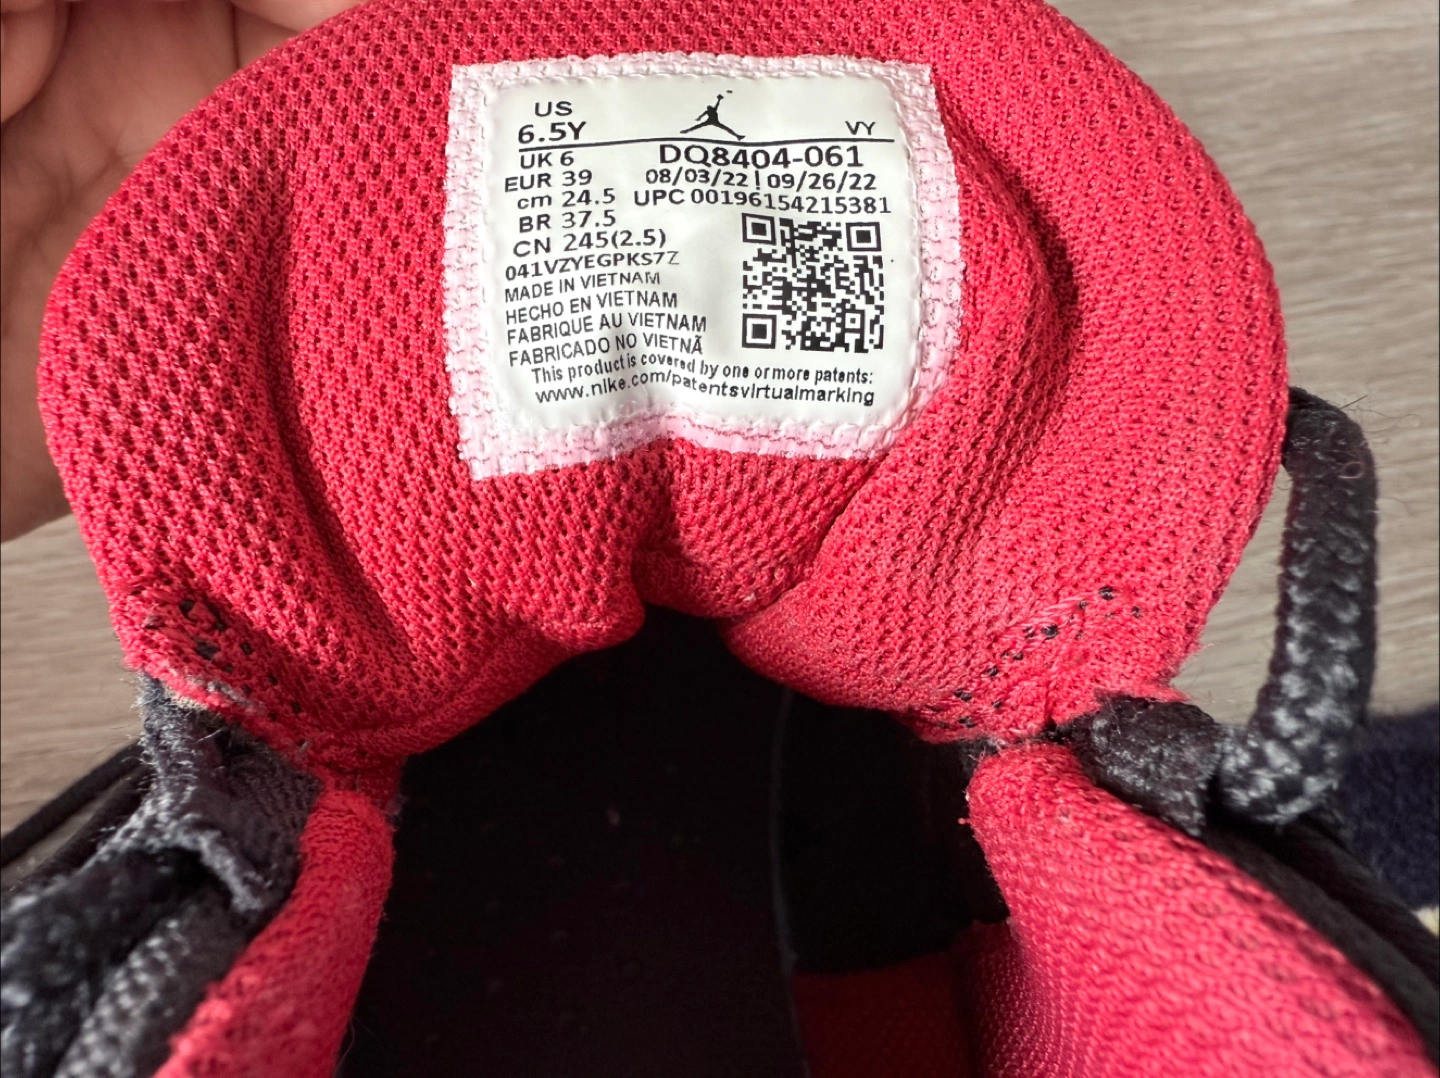 US
6.5Y
VY
UK 6
DQ8404-061
EUR 39
08/03/22 | 09/26/22
cm 24.5
UPC 00196154215381
BR 37.5
CN 245(2.5)
041VZYEGPKS7Z
MADE IN VIETNAM
HECHO EN VIETNAM
FABRIQUE AU VIETNAM
FABRICADO NO VIETNÃ
This product is covered by one or more patents:
www.nike.com/patentsvirtualmarking